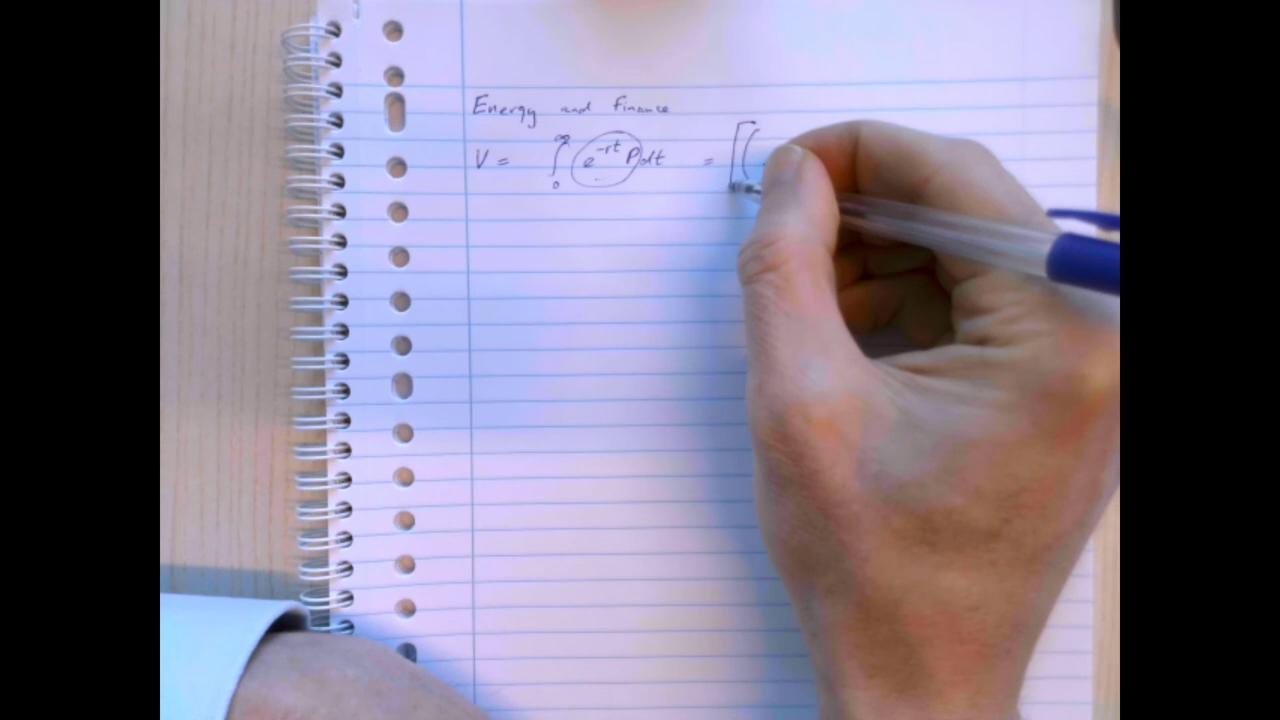 Energy and Finance
V = ∫₀^∞ e^{-rt} P dt = [(